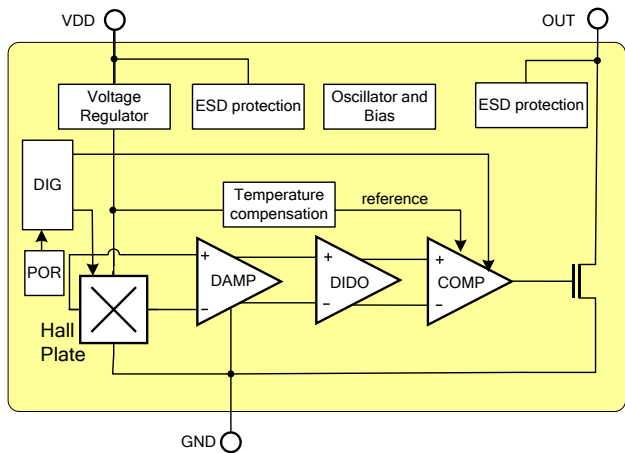 VDD
OUT
Voltage
Regulator
ESD protection
Oscillator and
Bias
ESD protection
DIG
Temperature
compensation
reference
POR
+
DAMP
−
+
DIDO
−
+
COMP
−
Hall
Plate
GND